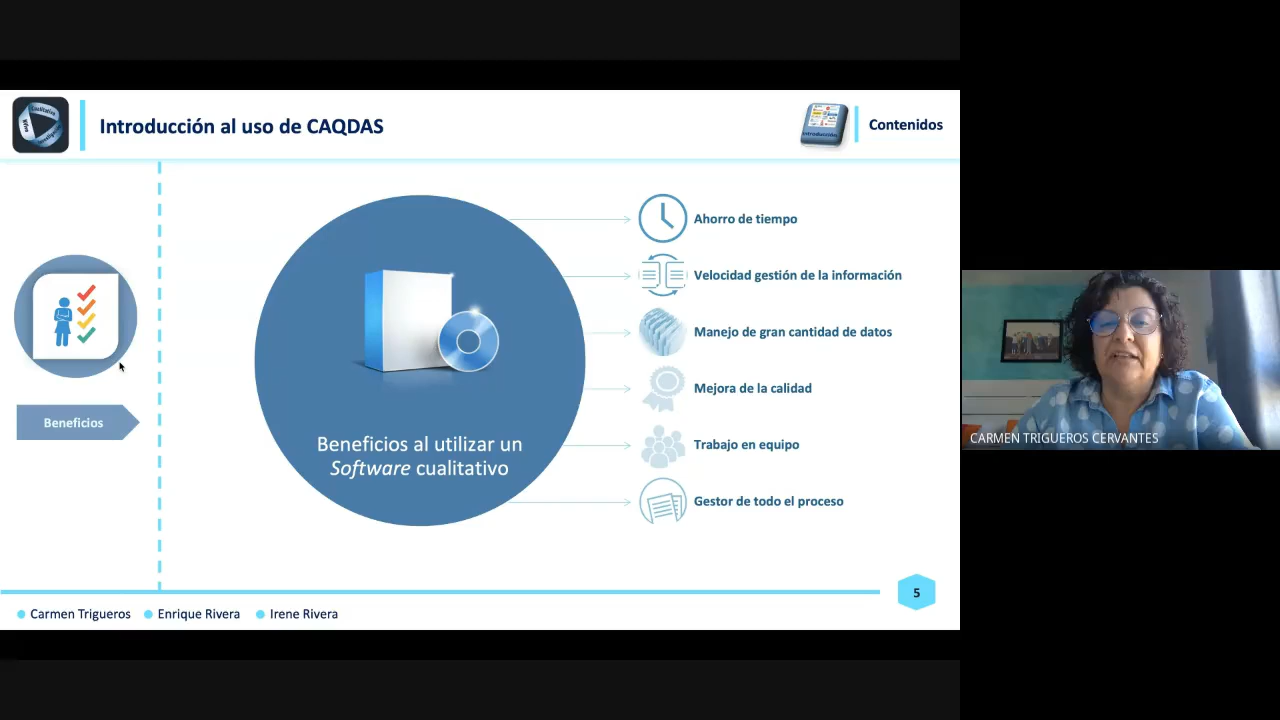 Introducción al uso de CAQDAS
Contenidos
Introducción
Beneficios
Beneficios al utilizar un
Software cualitativo
Ahorro de tiempo
Velocidad gestión de la información
Manejo de gran cantidad de datos
Mejora de la calidad
Trabajo en equipo
Gestor de todo el proceso
CARMEN TRIGUEROS CERVANTES
5
Carmen Trigueros
Enrique Rivera
Irene Rivera